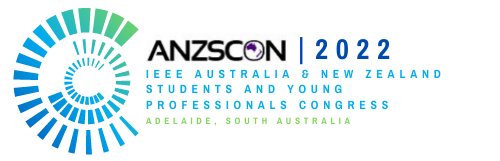 ANZSCON | 2022
IEEE AUSTRALIA & NEW ZEALAND
STUDENTS AND YOUNG
PROFESSIONALS CONGRESS
ADELAIDE, SOUTH AUSTRALIA